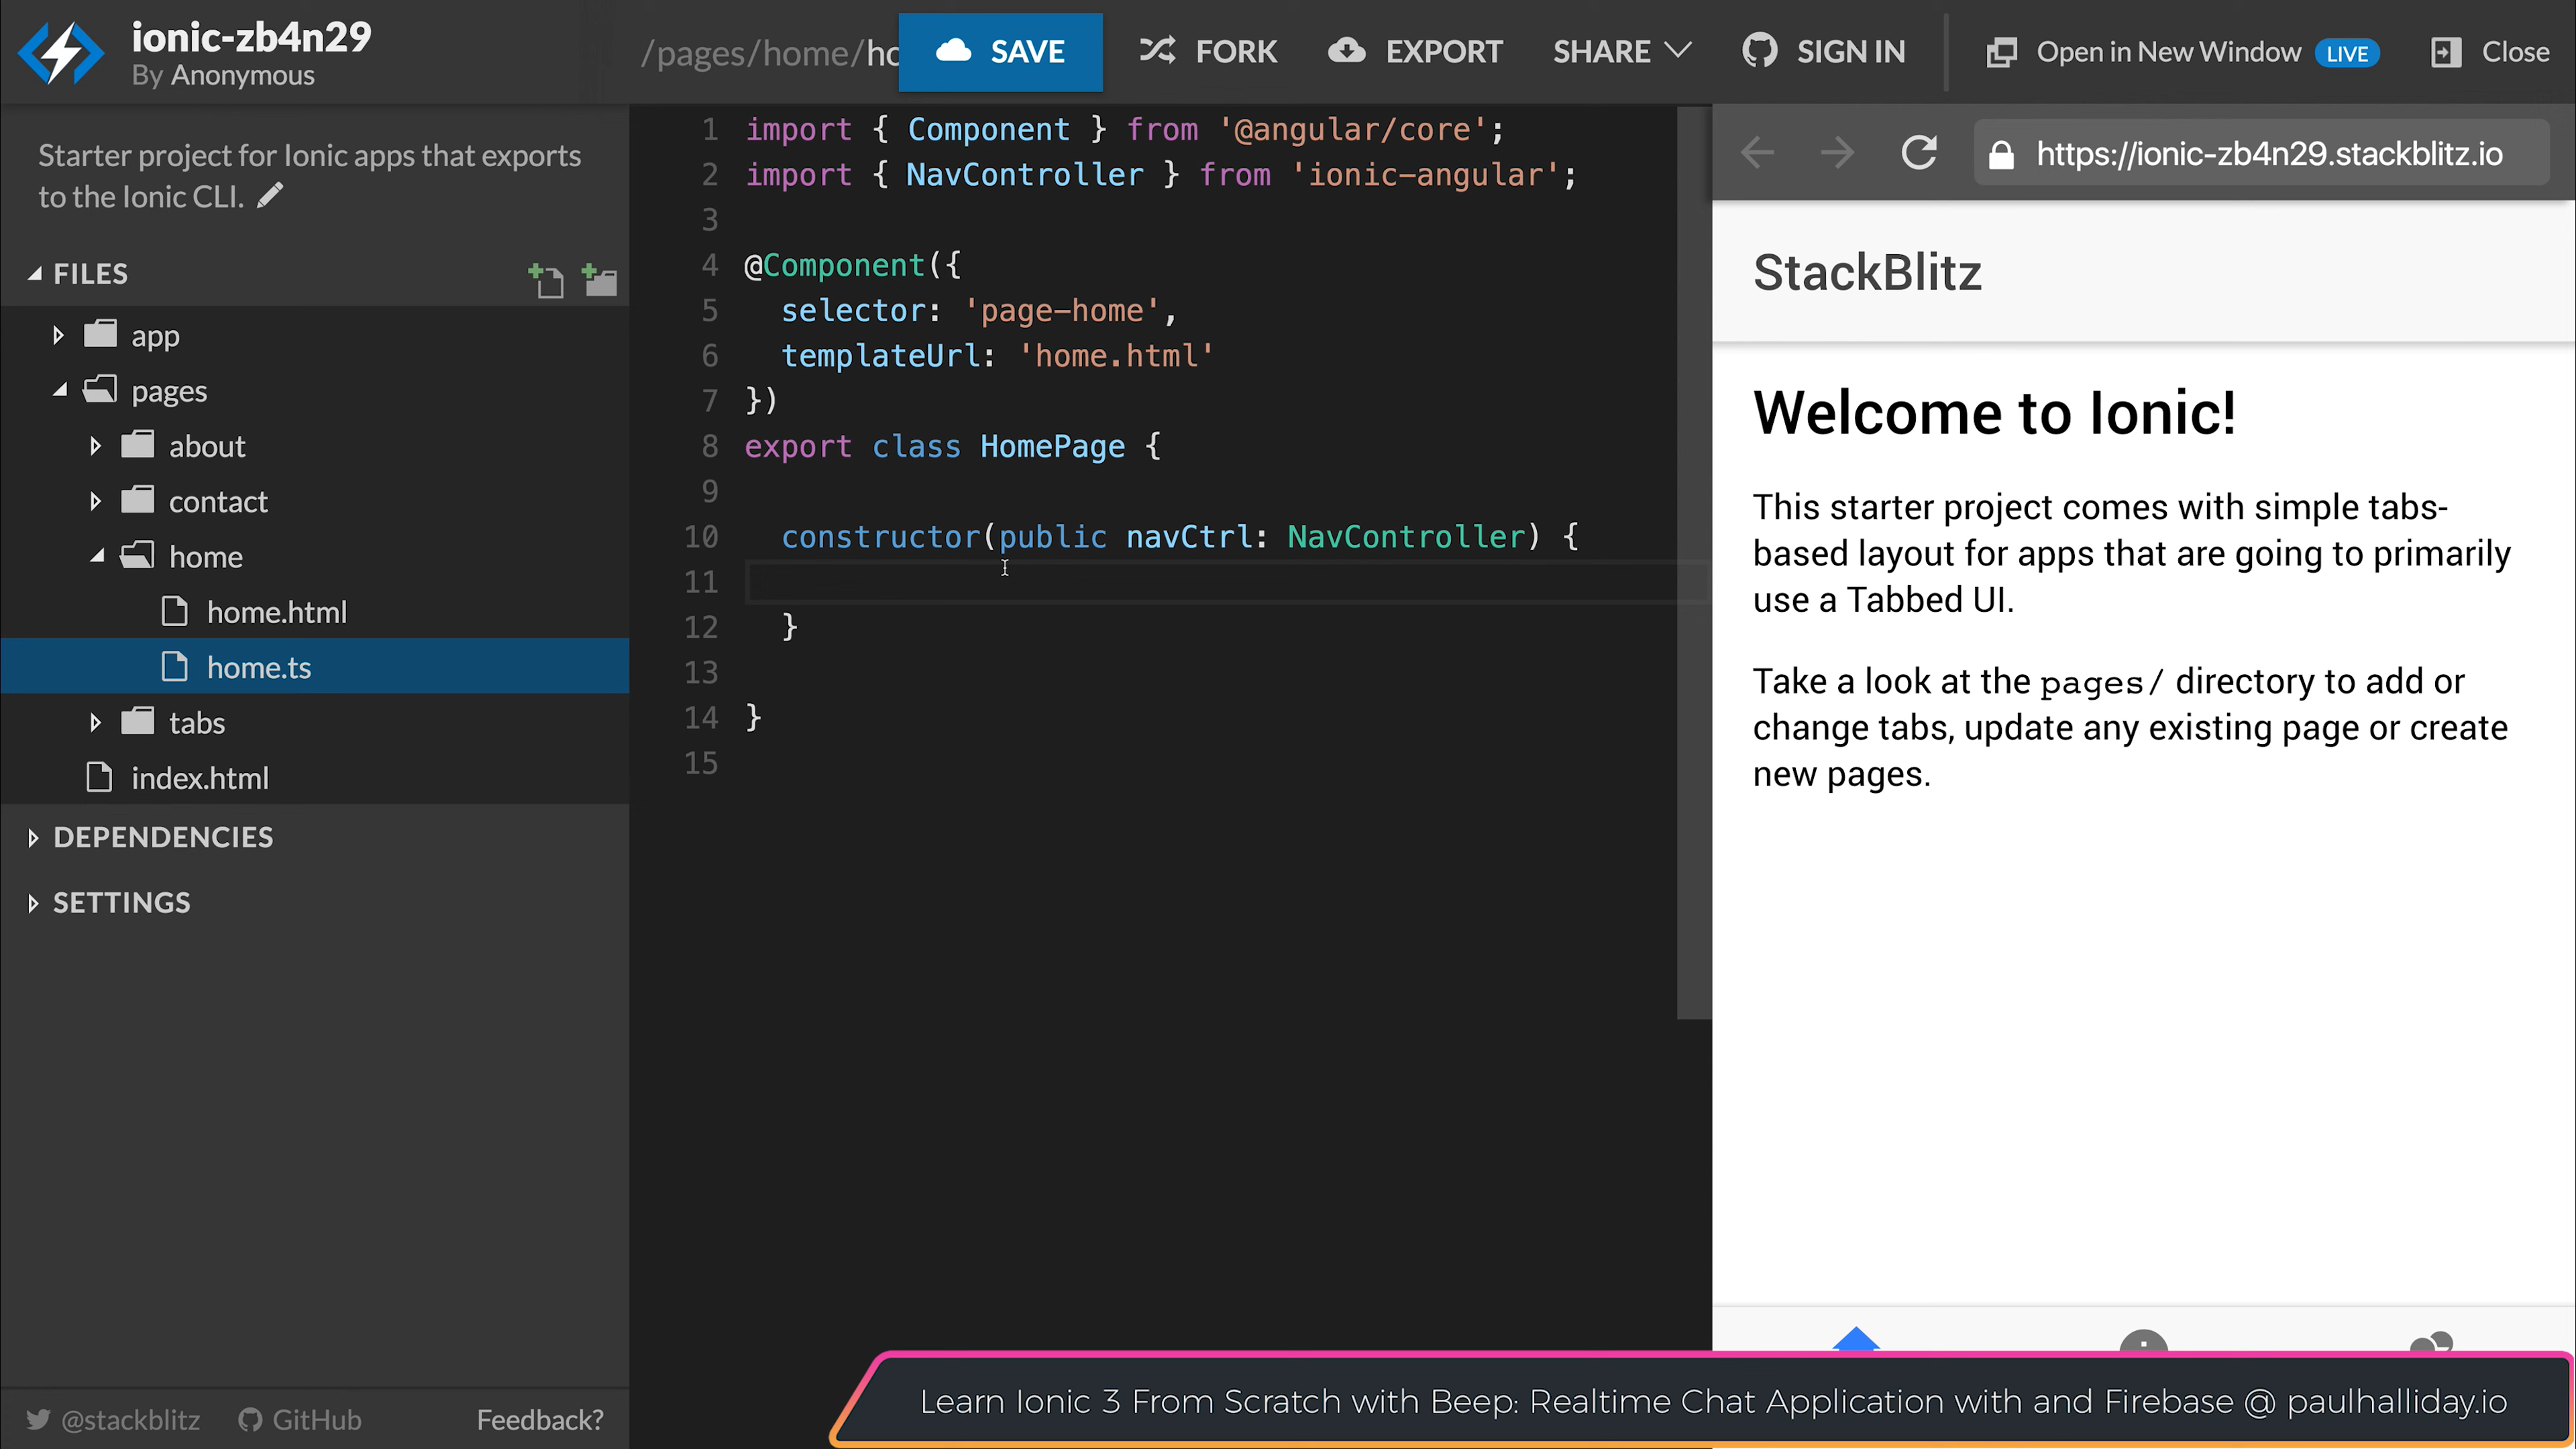 ionic-zb4n29
By Anonymous
/pages/home/ho
SAVE
FORK
EXPORT
SHARE
SIGN IN
Open in New Window
LIVE
Close
Starter project for Ionic apps that exports
to the Ionic CLI.
FILES
app
pages
about
contact
home
home.html
home.ts
tabs
index.html
DEPENDENCIES
SETTINGS
@stackblitz
GitHub
Feedback?
1 import { Component } from '@angular/core';
2 import { NavController } from 'ionic-angular';
3
4 @Component({
5 selector: 'page-home',
6 templateUrl: 'home.html'
7 })
8 export class HomePage {
9
10 constructor(public navCtrl: NavController) {
11
12 }
13
14 }
15
https://ionic-zb4n29.stackblitz.io
StackBlitz
Welcome to Ionic!
This starter project comes with simple tabs-
based layout for apps that are going to primarily
use a Tabbed UI.
Take a look at the pages/ directory to add or
change tabs, update any existing page or create
new pages.
Learn Ionic 3 From Scratch with Beep: Realtime Chat Application with and Firebase @ paulhalliday.io